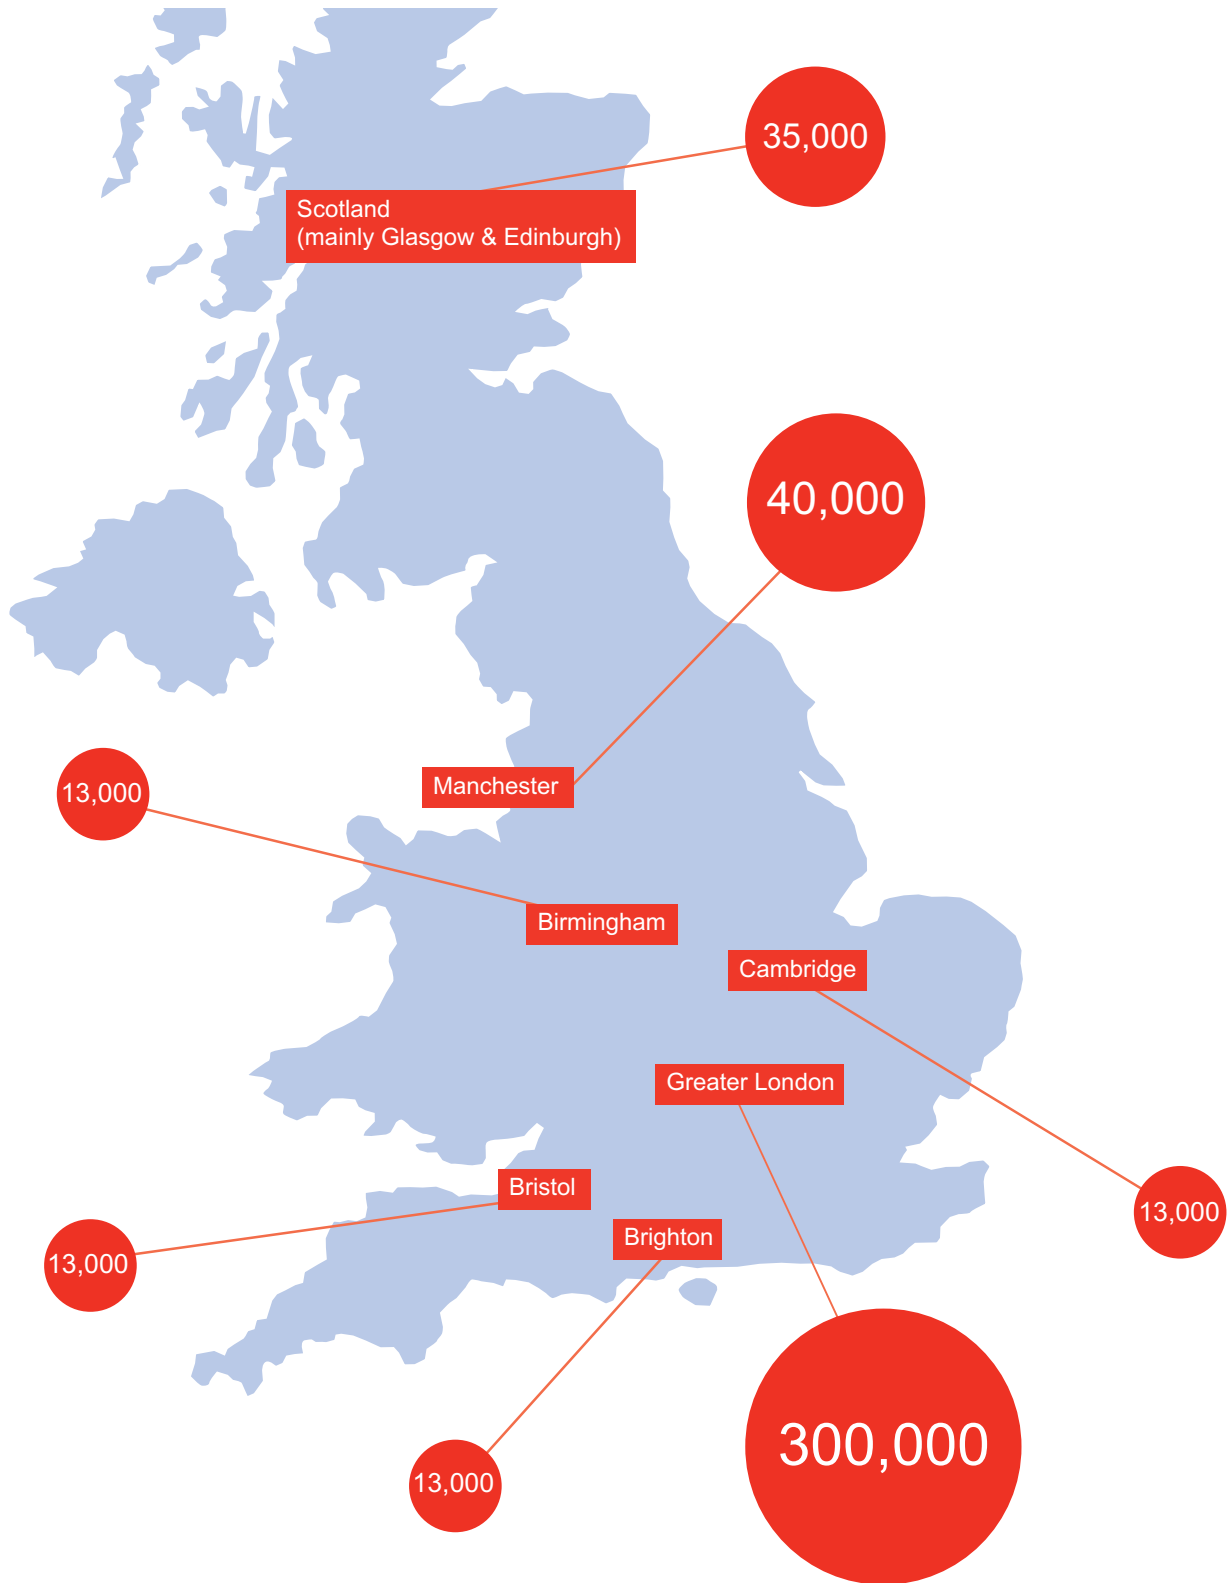 35,000
Scotland
(mainly Glasgow & Edinburgh)
40,000
Manchester
13,000
Birmingham
Cambridge
Greater London
Bristol
13,000
Brighton
13,000
300,000
13,000